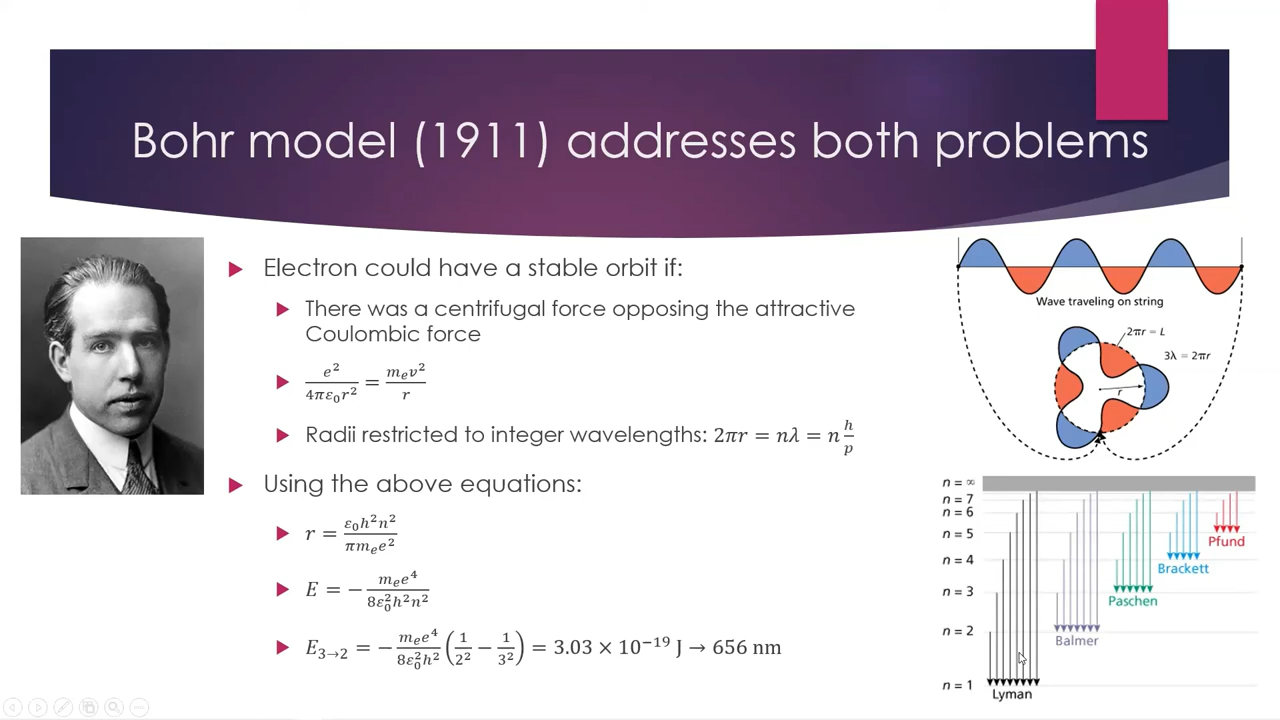 Bohr model (1911) addresses both problems
Electron could have a stable orbit if:
There was a centrifugal force opposing the attractive
Coulombic force
e²/4πε₀r² = mₑv²/r
Radii restricted to integer wavelengths: 2πr = nλ = n h/p
Using the above equations:
r = ε₀h²n²/πmₑe²
E = − mₑe⁴/8ε₀²h²n²
E₃→₂ = − mₑe⁴/8ε₀²h² (1/2² − 1/3²) = 3.03 × 10⁻¹⁹ J → 656 nm
Wave traveling on string
2πr = L
3λ = 2πr
r
n = ∞
n = 7
n = 6
n = 5
Pfund
n = 4
Brackett
n = 3
Paschen
n = 2
Balmer
n = 1
Lyman